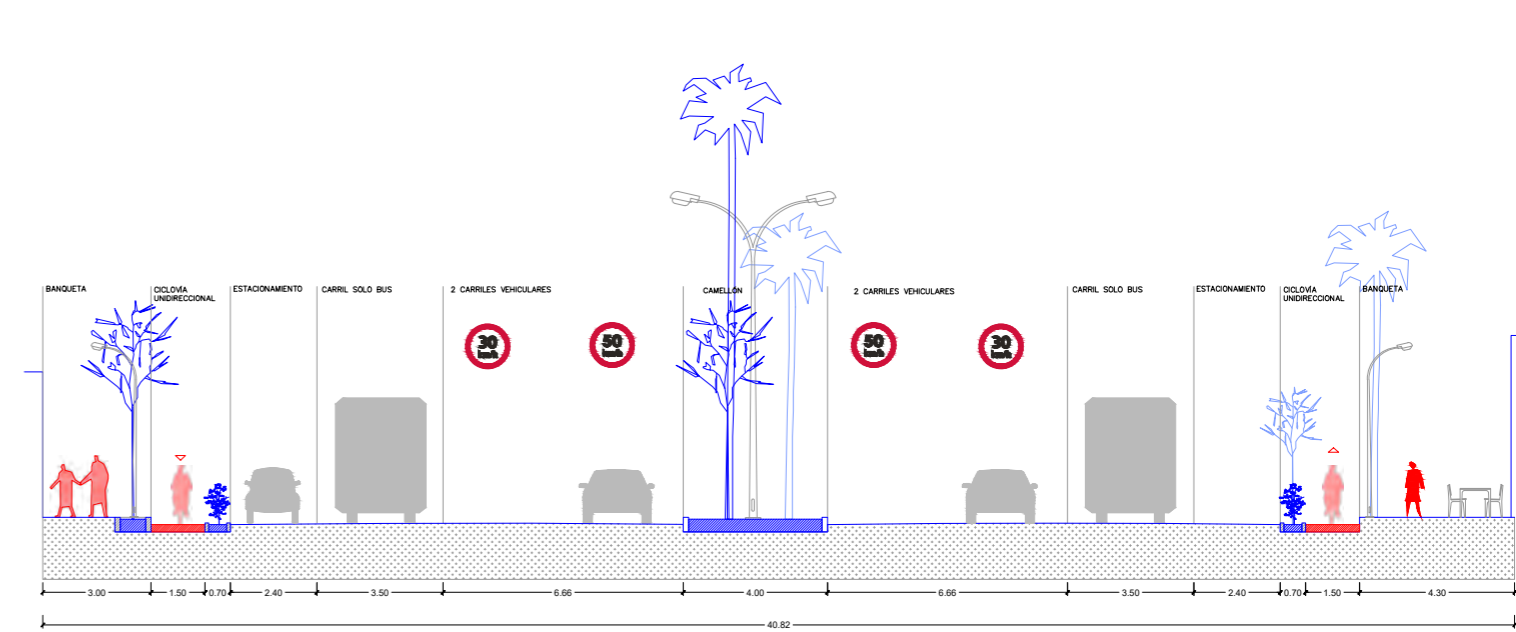 BANQUETA
CICLOVÍA
UNIDIRECCIONAL
ESTACIONAMIENTO
CARRIL SOLO BUS
2 CARRILES VEHICULARES
CAMELLÓN
2 CARRILES VEHICULARES
CARRIL SOLO BUS
ESTACIONAMIENTO
CICLOVÍA
UNIDIRECCIONAL
BANQUETA
30
km/h
50
km/h
50
km/h
30
km/h
3.00
1.50
0.70
2.40
3.50
6.66
4.00
6.66
3.50
2.40
0.70
1.50
4.30
40.82